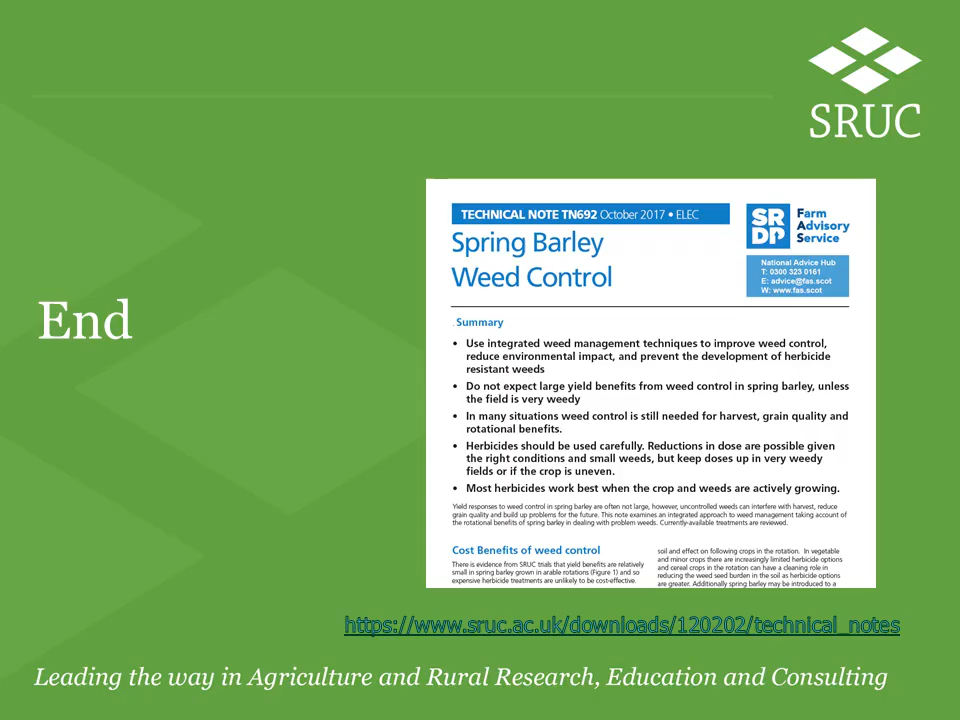 SRUC
End
TECHNICAL NOTE TN692 October 2017 • ELEC
Spring Barley
Weed Control
SR
DP
Farm
Advisory
Service
National Advice Hub
T: 0300 323 0161
E: advice@fas.scot
W: www.fas.scot
Summary
• Use integrated weed management techniques to improve weed control,
reduce environmental impact, and prevent the development of herbicide
resistant weeds
• Do not expect large yield benefits from weed control in spring barley, unless
the field is very weedy
• In many situations weed control is still needed for harvest, grain quality and
rotational benefits.
• Herbicides should be used carefully. Reductions in dose are possible given
the right conditions and small weeds, but keep doses up in very weedy
fields or if the crop is uneven.
• Most herbicides work best when the crop and weeds are actively growing.
Yield responses to weed control in spring barley are often not large, however, uncontrolled weeds can interfere with harvest, reduce
grain quality and build up problems for the future. This note examines an integrated approach to weed management taking account of
the rotational benefits of spring barley in dealing with problem weeds. Currently-available treatments are reviewed.
Cost Benefits of weed control
There is evidence from SRUC trials that yield benefits are relatively
small in spring barley grown in arable rotations (Figure 1) and so
expensive herbicide treatments are unlikely to be cost-effective.
soil and effect on following crops in the rotation. In vegetable
and minor crops there are increasingly limited herbicide options
and cereal crops in the rotation can have a cleaning role in
reducing the weed seed burden in the soil as herbicide options
are greater. Additionally spring barley may be introduced to a
https://www.sruc.ac.uk/downloads/120202/technical_notes
Leading the way in Agriculture and Rural Research, Education and Consulting